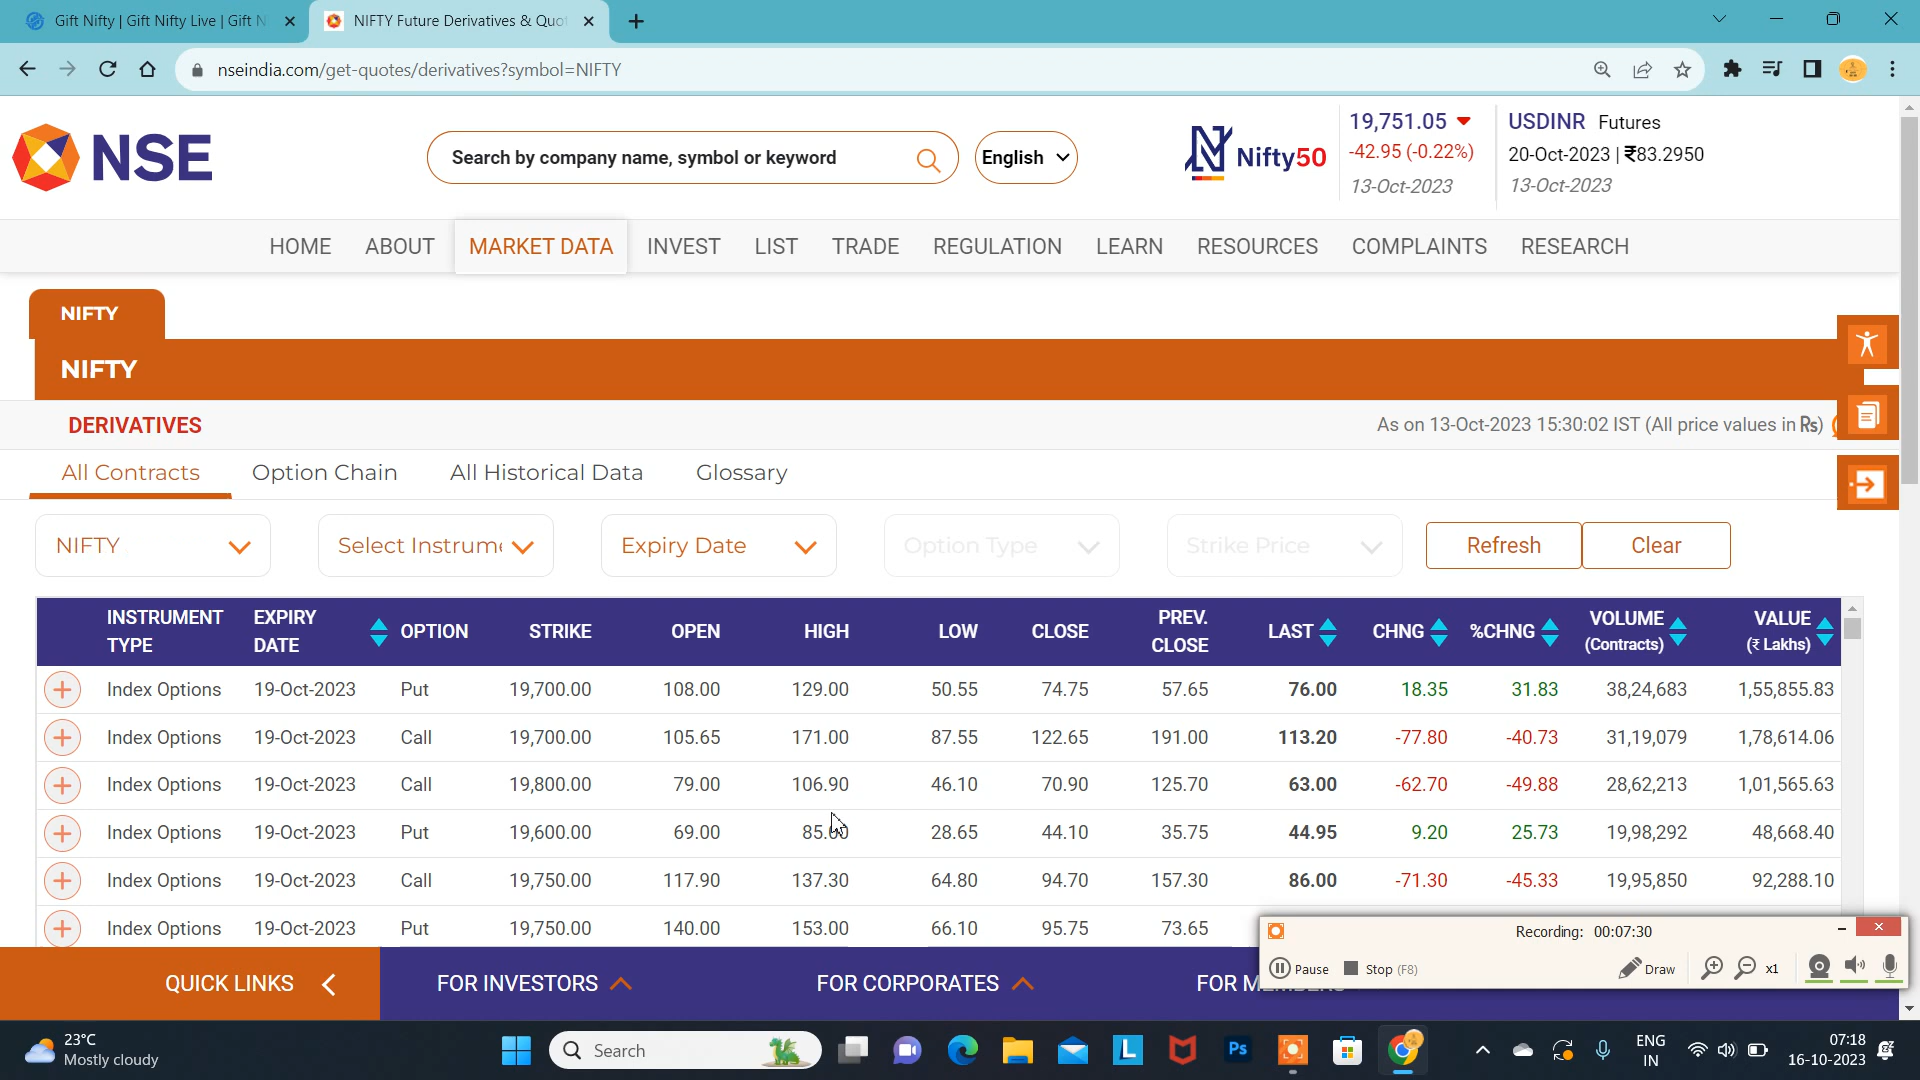 Gift Nifty | Gift Nifty Live | Gift N
NIFTY Future Derivatives & Quo
nseindia.com/get-quotes/derivatives?symbol=NIFTY
NSE
Search by company name, symbol or keyword
English
Nifty50
19,751.05
-42.95 (-0.22%)
13-Oct-2023
USDINR Futures
20-Oct-2023 | ₹83.2950
13-Oct-2023
HOME ABOUT MARKET DATA INVEST LIST TRADE REGULATION LEARN RESOURCES COMPLAINTS RESEARCH
NIFTY
NIFTY
DERIVATIVES
As on 13-Oct-2023 15:30:02 IST (All price values in ₨)
All Contracts Option Chain All Historical Data Glossary
NIFTY Select Instrum Expiry Date Option Type Strike Price Refresh Clear
INSTRUMENT TYPE EXPIRY DATE OPTION STRIKE OPEN HIGH LOW CLOSE PREV. CLOSE LAST CHNG %CHNG VOLUME (Contracts) VALUE (₹ Lakhs)
Index Options 19-Oct-2023 Put 19,700.00 108.00 129.00 50.55 74.75 57.65 76.00 18.35 31.83 38,24,683 1,55,855.83
Index Options 19-Oct-2023 Call 19,700.00 105.65 171.00 87.55 122.65 191.00 113.20 -77.80 -40.73 31,19,079 1,78,614.06
Index Options 19-Oct-2023 Call 19,800.00 79.00 106.90 46.10 70.90 125.70 63.00 -62.70 -49.88 28,62,213 1,01,565.63
Index Options 19-Oct-2023 Put 19,600.00 69.00 28.65 44.10 35.75 44.95 9.20 25.73 19,98,292 48,668.40
Index Options 19-Oct-2023 Call 19,750.00 117.90 137.30 64.80 94.70 157.30 86.00 -71.30 -45.33 19,95,850 92,288.10
Index Options 19-Oct-2023 Put 19,750.00 140.00 153.00 66.10 95.75 73.65
Recording: 00:07:30
Pause Stop (F8) Draw x1
QUICK LINKS FOR INVESTORS FOR CORPORATES FOR MEMBERS
23°C
Mostly cloudy
Search
L
Ps
ENG
IN
07:18
16-10-2023